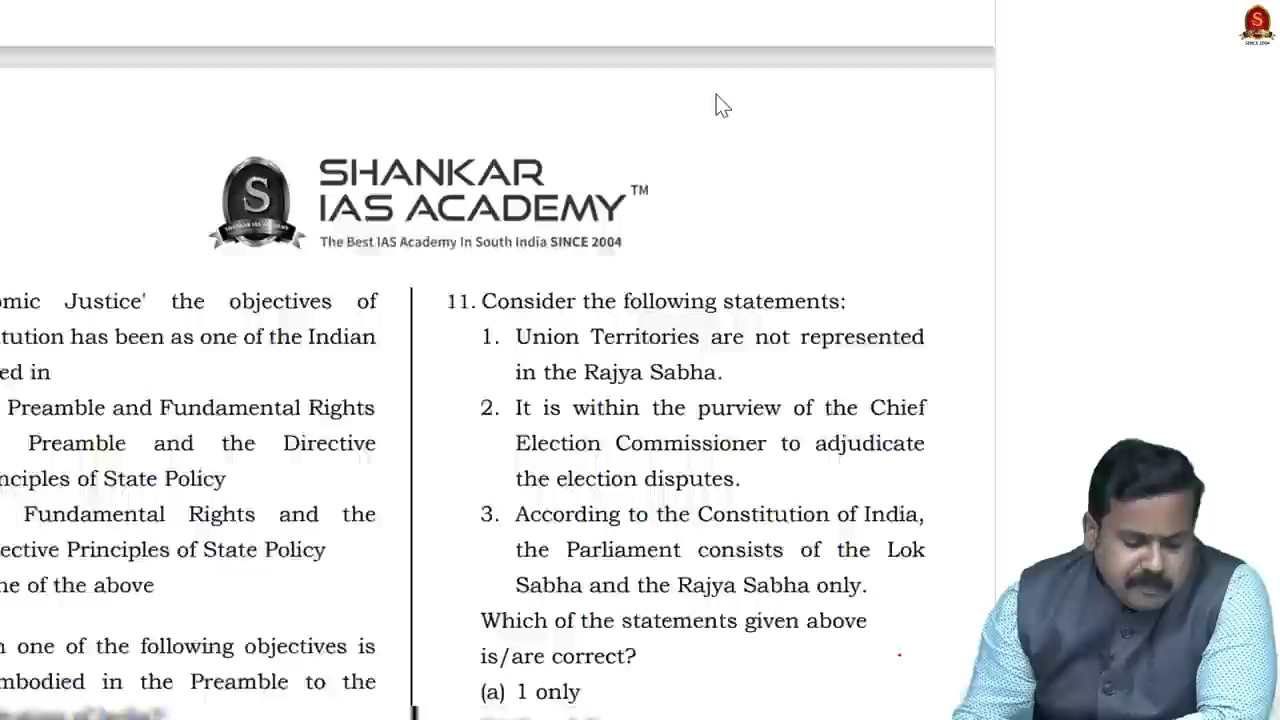 S
SINCE 2004
S
SHANKAR IAS ACADEMY
SHANKAR
IAS ACADEMY™
The Best IAS Academy In South India SINCE 2004
omic Justice' the objectives of
tution has been as one of the Indian
ed in
Preamble and Fundamental Rights
Preamble and the Directive
nciples of State Policy
Fundamental Rights and the
ective Principles of State Policy
ne of the above
n one of the following objectives is
mbodied in the Preamble to the
11. Consider the following statements:
1. Union Territories are not represented
in the Rajya Sabha.
2. It is within the purview of the Chief
Election Commissioner to adjudicate
the election disputes.
3. According to the Constitution of India,
the Parliament consists of the Lok
Sabha and the Rajya Sabha only.
Which of the statements given above
is/are correct?
(a) 1 only